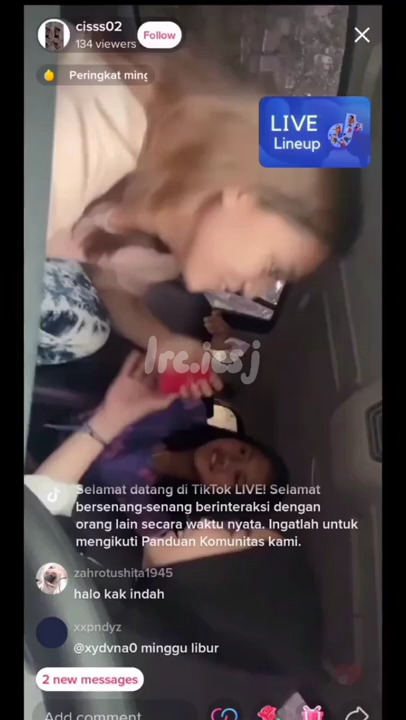 cisss02
134 viewers
Follow
Peringkat ming
LIVE
Lineup
lrc.icsj
Selamat datang di TikTok LIVE! Selamat
bersenang-senang berinteraksi dengan
orang lain secara waktu nyata. Ingatlah untuk
mengikuti Panduan Komunitas kami.
zahrotushita1945
halo kak indah
xxpndyz
@xydvna0 minggu libur
2 new messages
Add comment